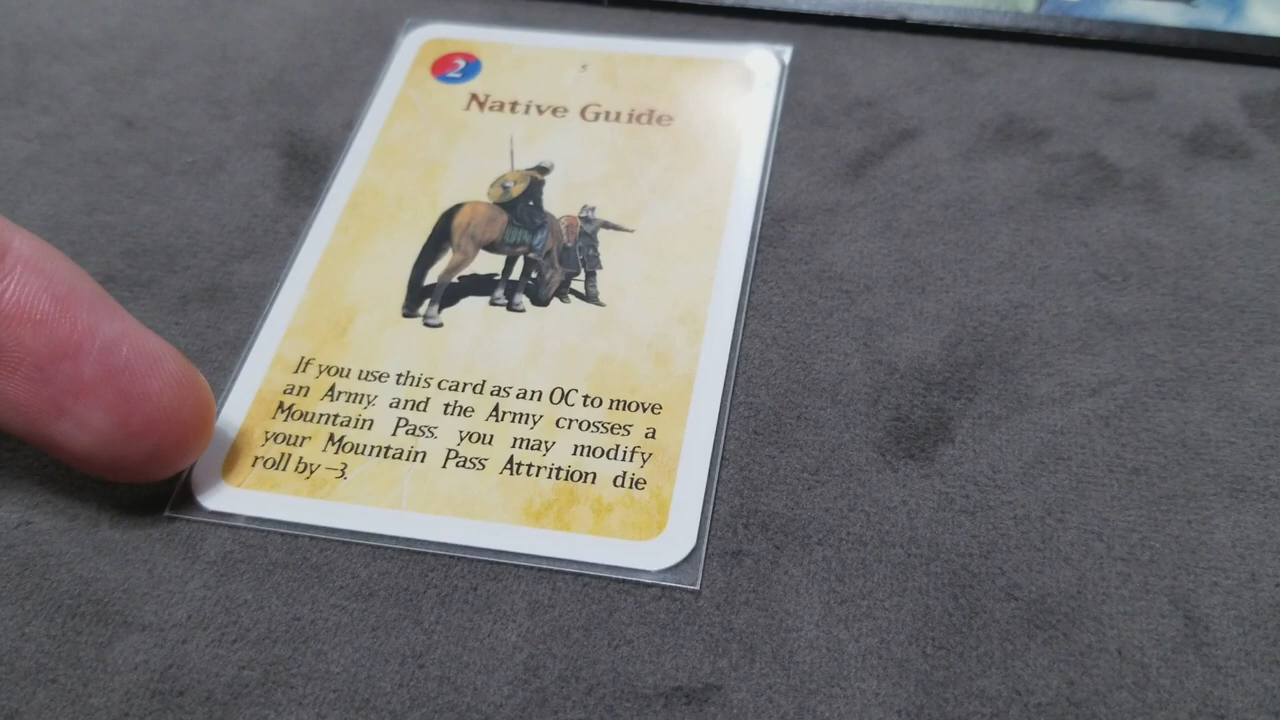 2
5
Native Guide
If you use this card as an OC to move
an Army, and the Army crosses a
Mountain Pass, you may modify
your Mountain Pass Attrition die
roll by -3.